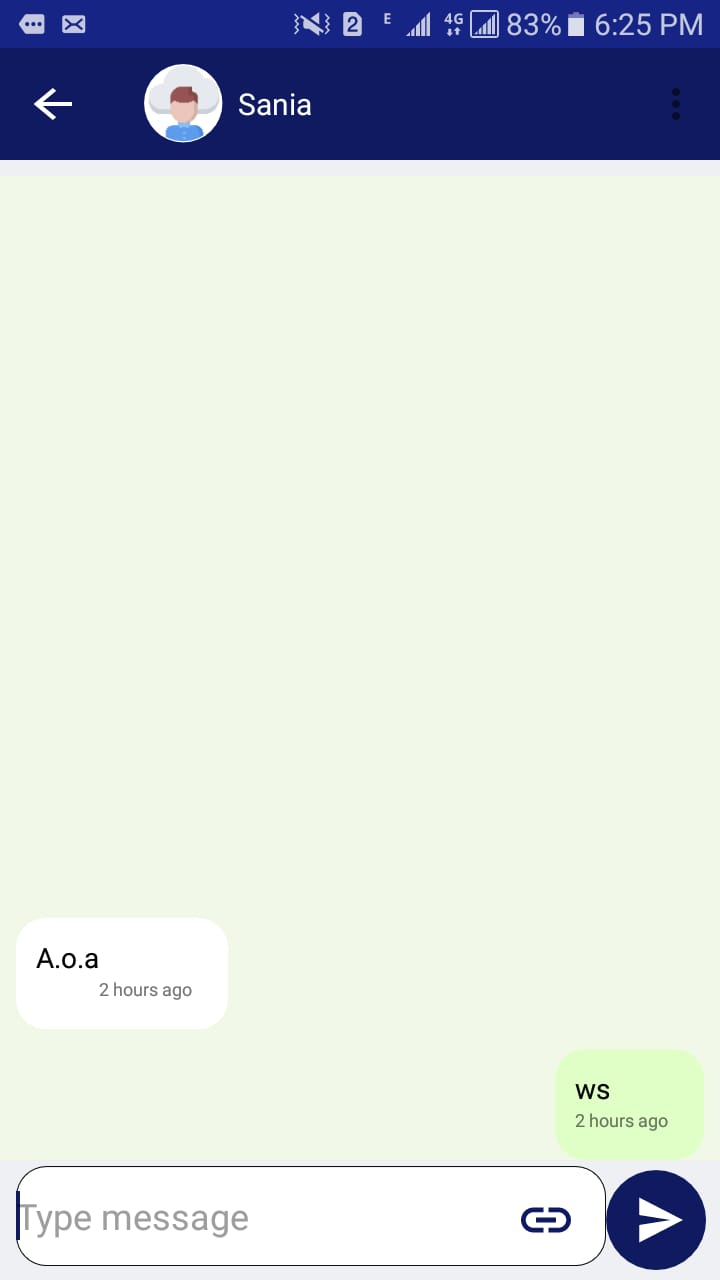 2 E 4G 83% 6:25 PM
Sania
A.o.a
2 hours ago
ws
2 hours ago
Type message